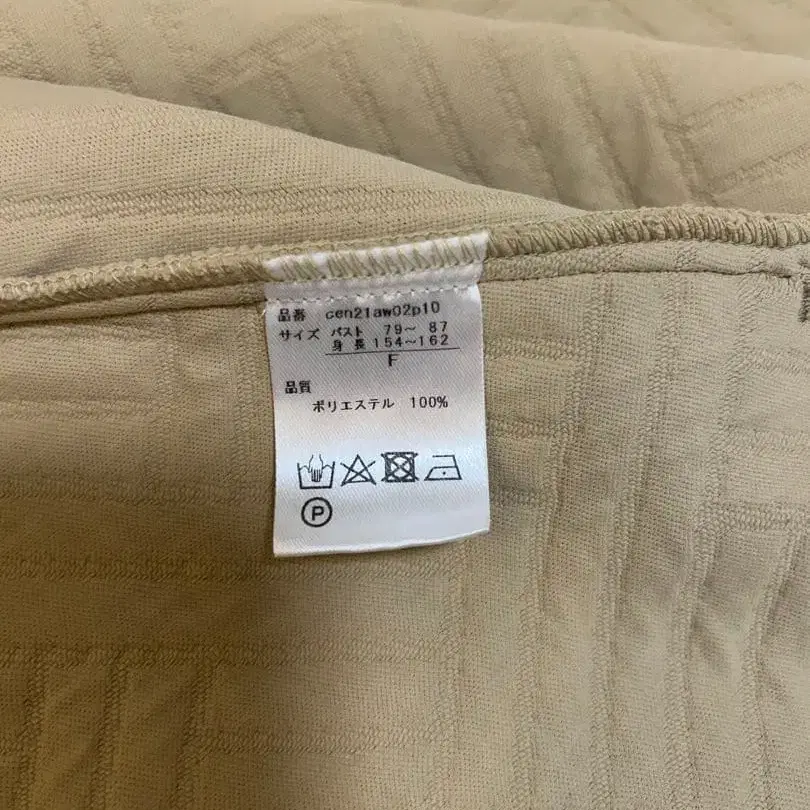 品番 cen21aw02p10
サイズ バスト 79～ 87
身 長 154～162
F
品質
ポリエステル 100%
P